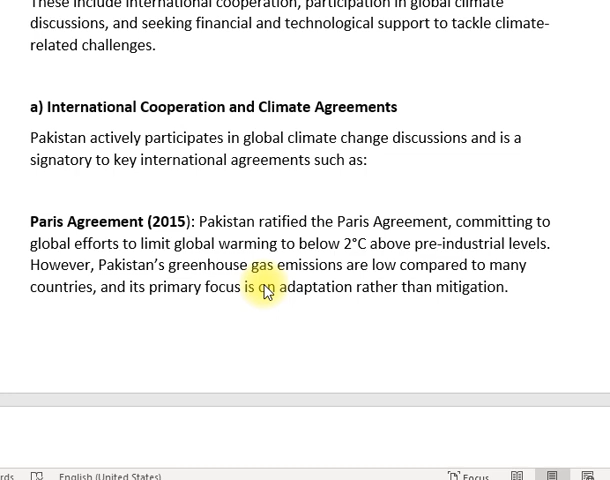 These include international cooperation, participation in global climate
discussions, and seeking financial and technological support to tackle climate-
related challenges.
a) International Cooperation and Climate Agreements
Pakistan actively participates in global climate change discussions and is a
signatory to key international agreements such as:
Paris Agreement (2015): Pakistan ratified the Paris Agreement, committing to
global efforts to limit global warming to below 2°C above pre-industrial levels.
However, Pakistan’s greenhouse gas emissions are low compared to many
countries, and its primary focus is on adaptation rather than mitigation.
rds English (United States) Focus